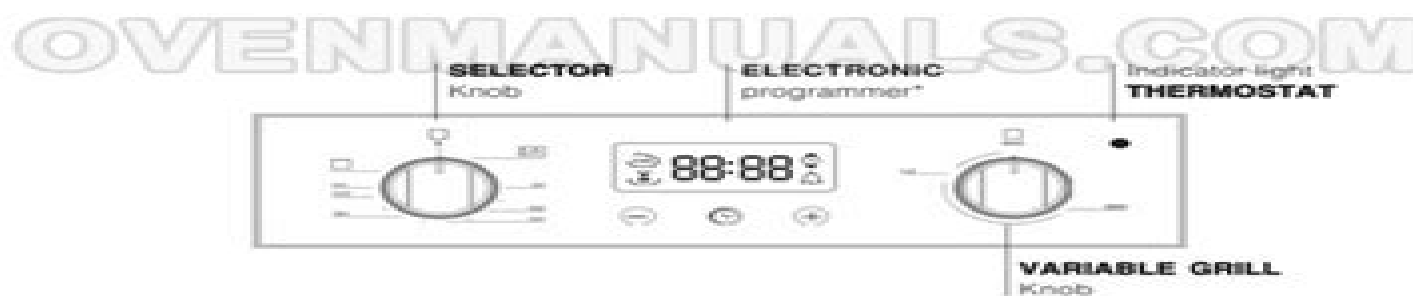 OVENMANUALS.COM
SELECTOR
Knob
ELECTRONIC
programmer*
Indicator light
THERMOSTAT
88:88
VARIABLE GRILL
Knob